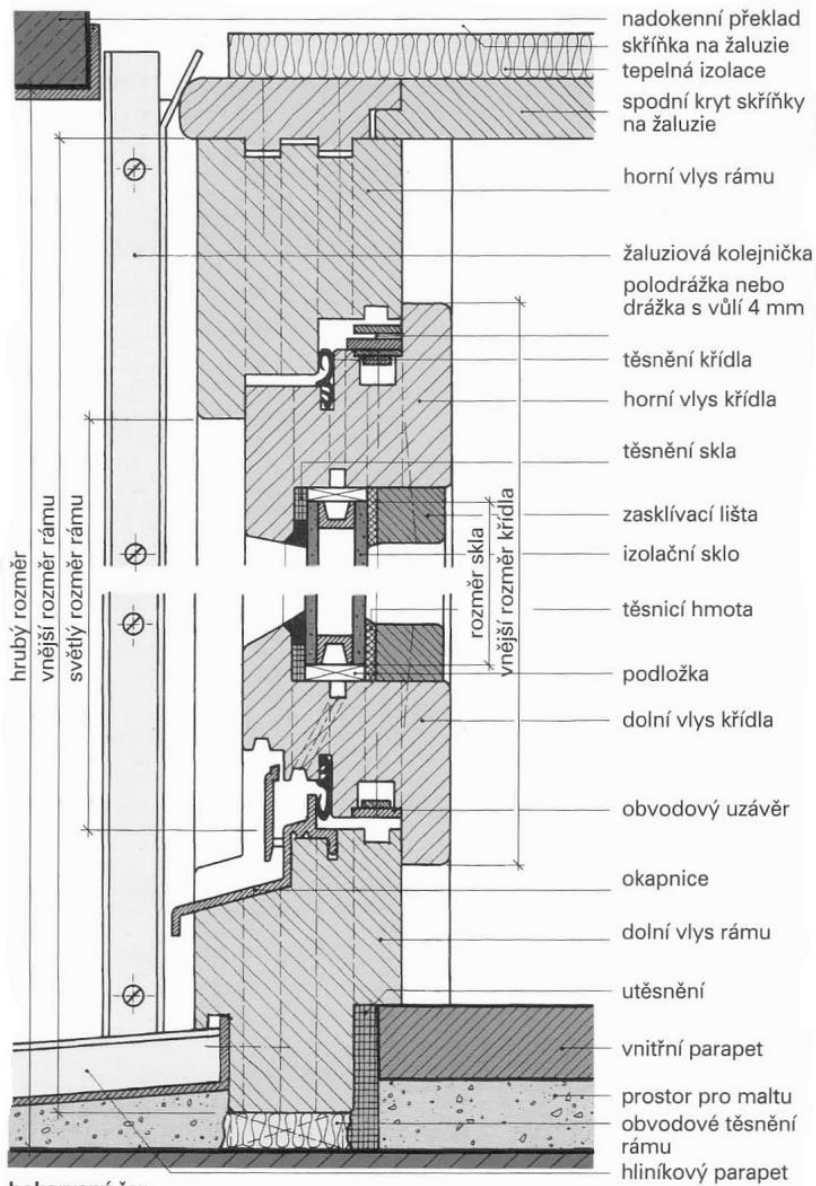 nadokenní překlad
skříňka na žaluzie
tepelná izolace
spodní kryt skříňky
na žaluzie
horní vlys rámu
žaluziová kolejnička
polodrážka nebo
drážka s vůlí 4 mm
těsnění křídla
horní vlys křídla
těsnění skla
zasklívací lišta
izolační sklo
těsnicí hmota
podložka
dolní vlys křídla
obvodový uzávěr
okapnice
dolní vlys rámu
utěsnění
vnitřní parapet
prostor pro maltu
obvodové těsnění
rámu
hliníkový parapet
hrubý rozměr
vnější rozměr rámu
světlý rozměr rámu
rozměr skla
vnější rozměr křídla